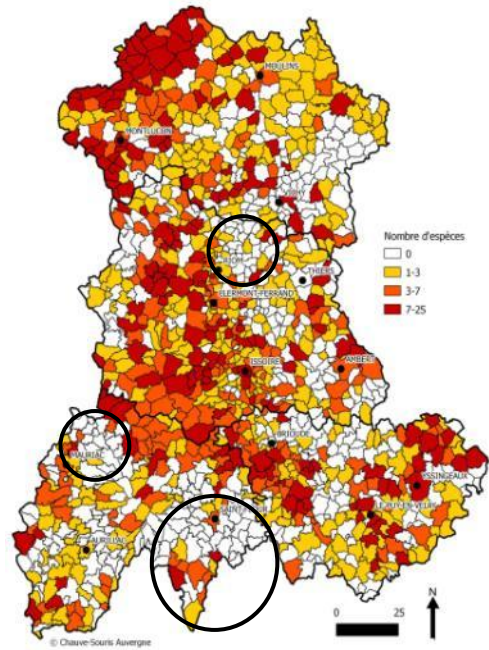 MOULINS
MONTLUCON
VICHY
RIOM
THIERS
CLERMONT-FERRAND
ISSOIRE
AMBERT
BRIOUDE
MAURIAC
YSSINGEAUX
LE-PUY-EN-VELAY
SAINT-FLOUR
AURILLAC
Nombre d'espèces
0
1-3
3-7
7-25
0 25
N
© Chauve-Souris Auvergne